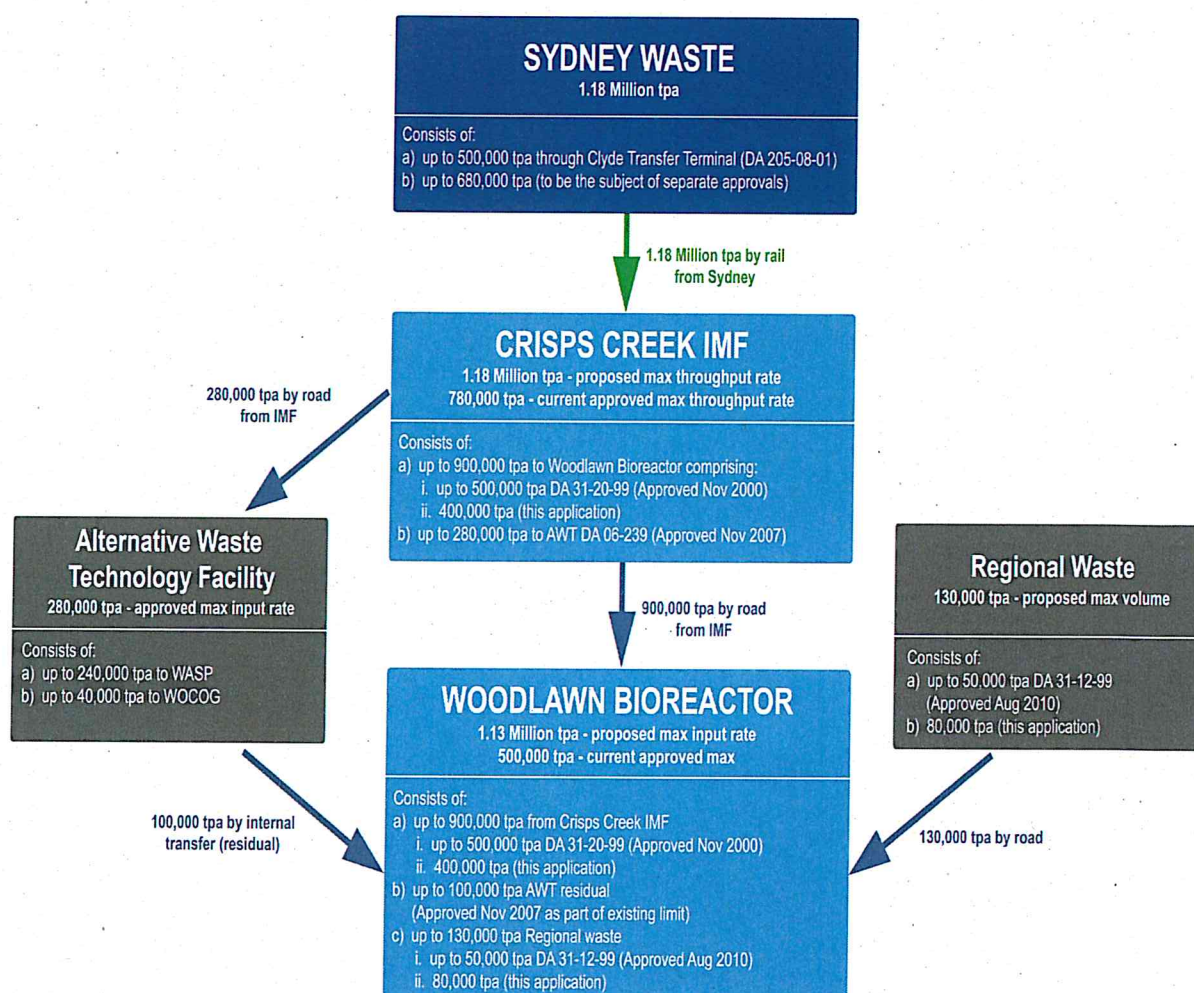 SYDNEY WASTE
1.18 Million tpa
Consists of:
a) up to 500,000 tpa through Clyde Transfer Terminal (DA 205-08-01)
b) up to 680,000 tpa (to be the subject of separate approvals)
1.18 Million tpa by rail
from Sydney
CRISPS CREEK IMF
1.18 Million tpa - proposed max throughput rate
780,000 tpa - current approved max throughput rate
Consists of:
a) up to 900,000 tpa to Woodlawn Bioreactor comprising:
i. up to 500,000 tpa DA 31-20-99 (Approved Nov 2000)
ii. 400,000 tpa (this application)
b) up to 280,000 tpa to AWT DA 06-239 (Approved Nov 2007)
280,000 tpa by road
from IMF
Alternative Waste
Technology Facility
280,000 tpa - approved max input rate
Consists of:
a) up to 240,000 tpa to WASP
b) up to 40,000 tpa to WOCOG
900,000 tpa by road
from IMF
Regional Waste
130,000 tpa - proposed max volume
Consists of:
a) up to 50,000 tpa DA 31-12-99
(Approved Aug 2010)
b) 80,000 tpa (this application)
100,000 tpa by internal
transfer (residual)
130,000 tpa by road
WOODLAWN BIOREACTOR
1.13 Million tpa - proposed max input rate
500,000 tpa - current approved max
Consists of:
a) up to 900,000 tpa from Crisps Creek IMF
i. up to 500,000 tpa DA 31-20-99 (Approved Nov 2000)
ii. 400,000 tpa (this application)
b) up to 100,000 tpa AWT residual
(Approved Nov 2007 as part of existing limit)
c) up to 130,000 tpa Regional waste
i. up to 50,000 tpa DA 31-12-99 (Approved Aug 2010)
ii. 80,000 tpa (this application)